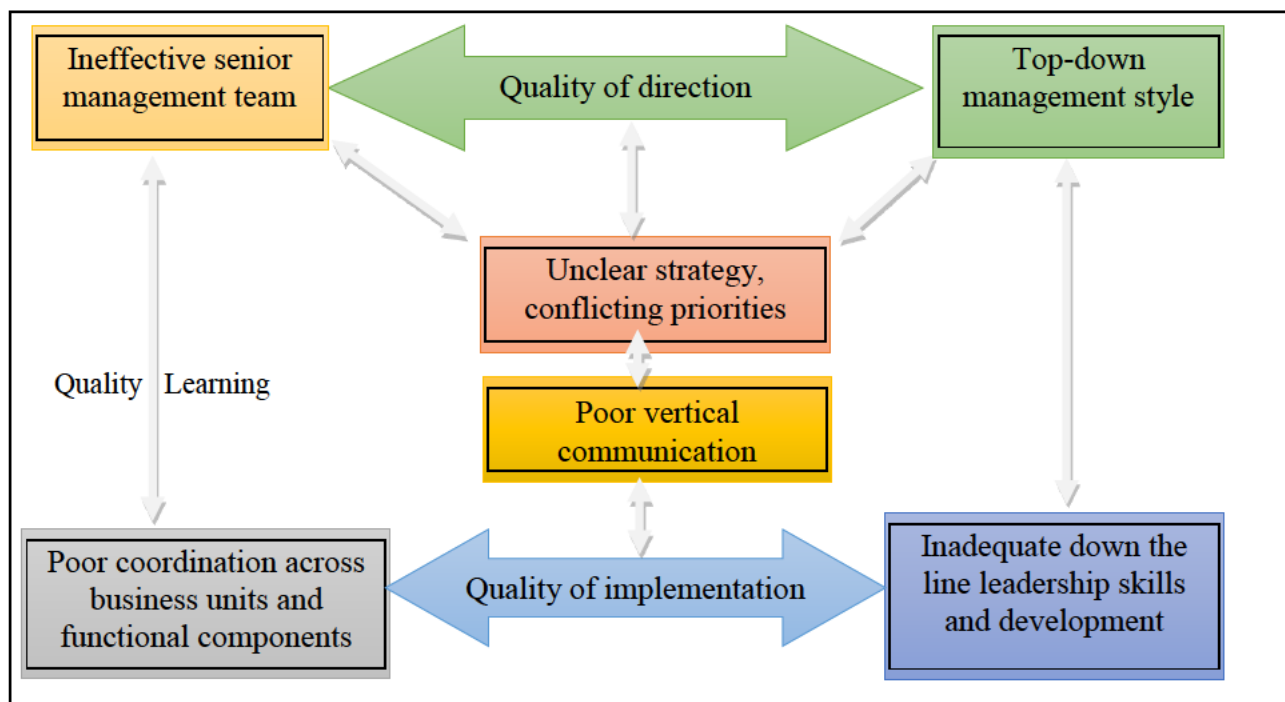 Ineffective senior
management team
Quality of direction
Top-down
management style
Unclear strategy,
conflicting priorities
Quality Learning
Poor vertical
communication
Poor coordination across
business units and
functional components
Quality of implementation
Inadequate down the
line leadership skills
and development